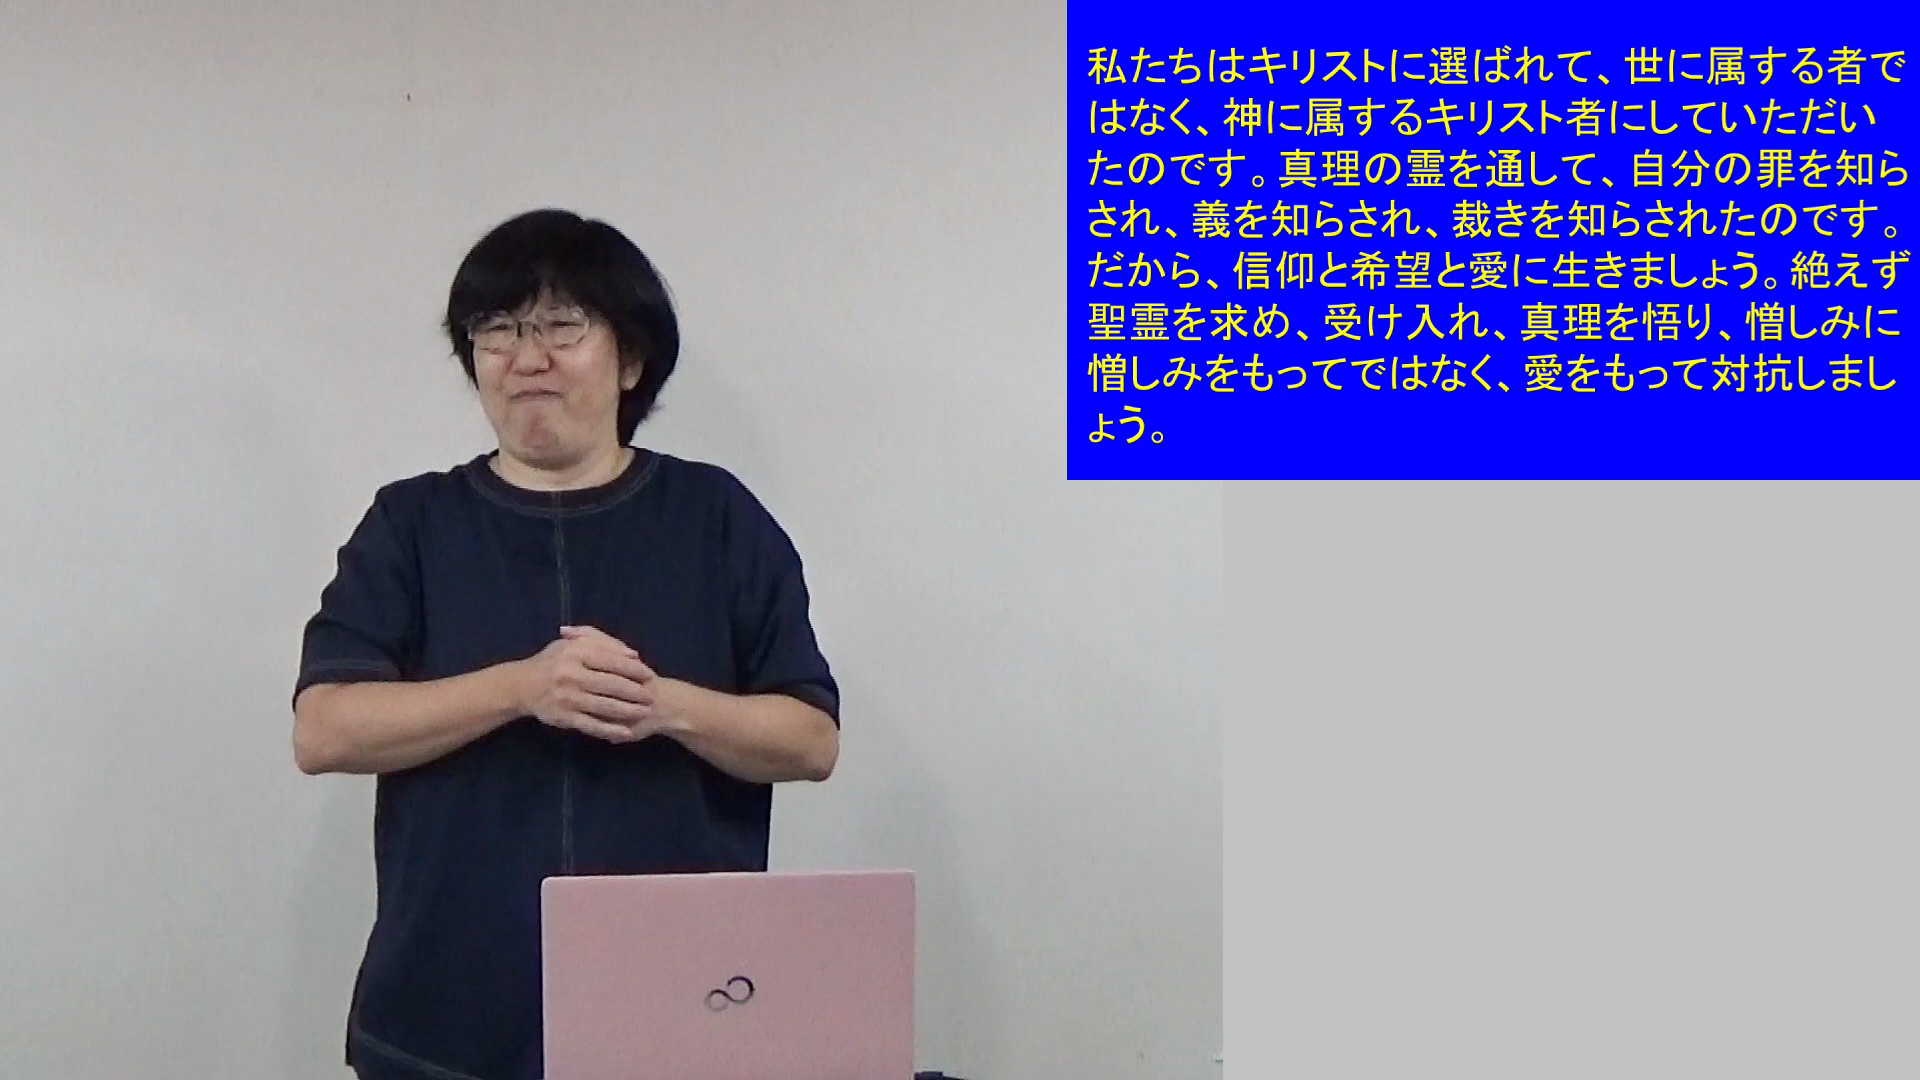 私たちはキリストに選ばれて、世に属する者で
はなく、神に属するキリスト者にしていただい
たのです。真理の霊を通して、自分の罪を知ら
され、義を知らされ、裁きを知らされたのです。
だから、信仰と希望と愛に生きましょう。絶えず
聖霊を求め、受け入れ、真理を悟り、憎しみに
憎しみをもってではなく、愛をもって対抗しまし
ょう。